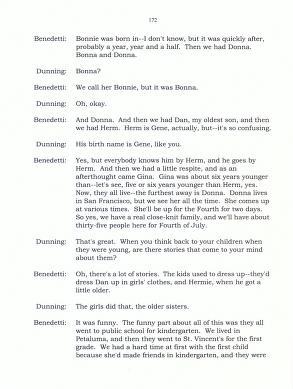 172
Benedetti: Bonnie was born in--I don't know, but it was quickly after,
probably a year, year and a half. Then we had Donna.
Bonna and Donna.
Dunning: Bonna?
Benedetti: We call her Bonnie, but it was Bonna.
Dunning: Oh, okay.
Benedetti: And Donna. And then we had Dan, my oldest son, and then
we had Herm. Herm is Gene, actually, but--it's so confusing.
Dunning: His birth name is Gene, like you.
Benedetti: Yes, but everybody knows him by Herm, and he goes by
Herm. And then we had a little respite, and as an
afterthought came Gina. Gina was about six years younger
than--let's see, five or six years younger than Herm, yes.
Now, they all live--the furthest away is Donna. Donna lives
in San Francisco, but we see her all the time. She comes up
at various times. She'll be up for the Fourth for two days.
So yes, we have a real close-knit family, and we'll have about
thirty-five people here for Fourth of July.
Dunning: That's great. When you think back to your children when
they were young, are there stories that come to your mind
about them?
Benedetti: Oh, there's a lot of stories. The kids used to dress up--they'd
dress Dan up in girls' clothes, and Hermie, when he got a
little older.
Dunning: The girls did that, the older sisters.
Benedetti: It was funny. The funny part about all of this was they all
went to public school for kindergarten. We lived in
Petaluma, and then they went to St. Vincent's for the first
grade. We had a hard time at first with the first child
because she'd made friends in kindergarten, and they were